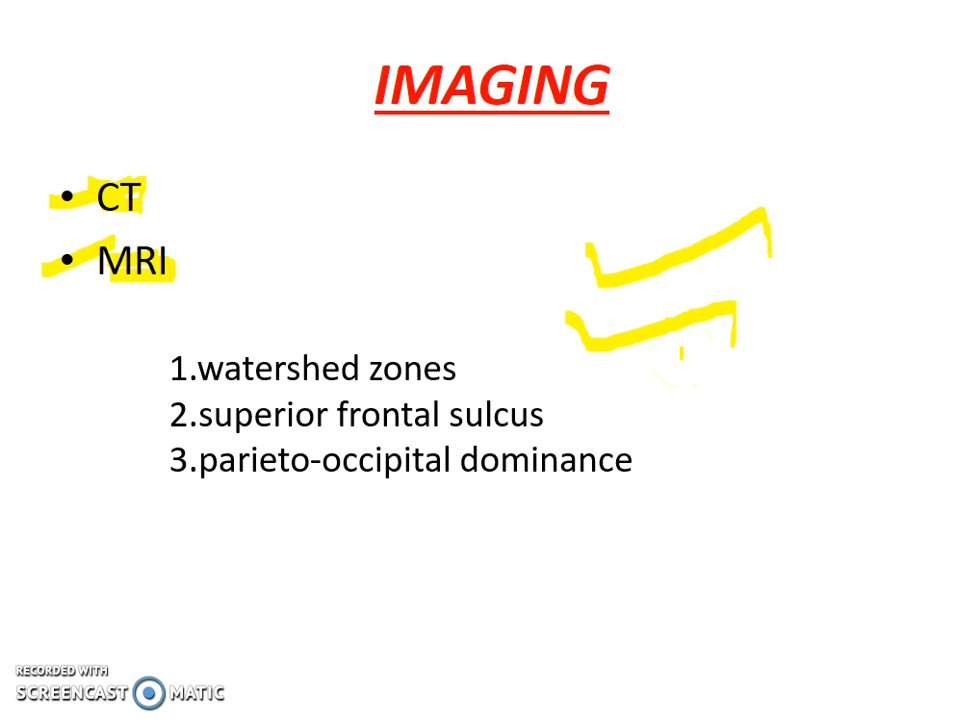 IMAGING
• CT
• MRI
1.watershed zones
2.superior frontal sulcus
3.parieto-occipital dominance
RECORDED WITH
SCREENCAST MATIC